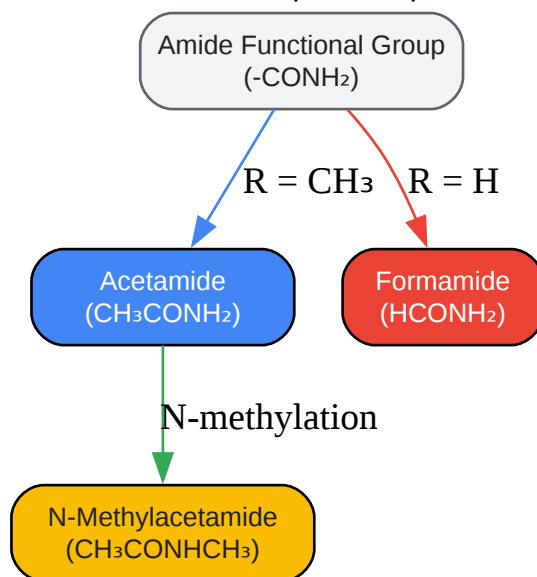 Amide Functional Group
(-CONH₂)
R = CH₃ R = H
Acetamide
(CH₃CONH₂)
Formamide
(HCONH₂)
N-methylation
N-Methylacetamide
(CH₃CONHCH₃)